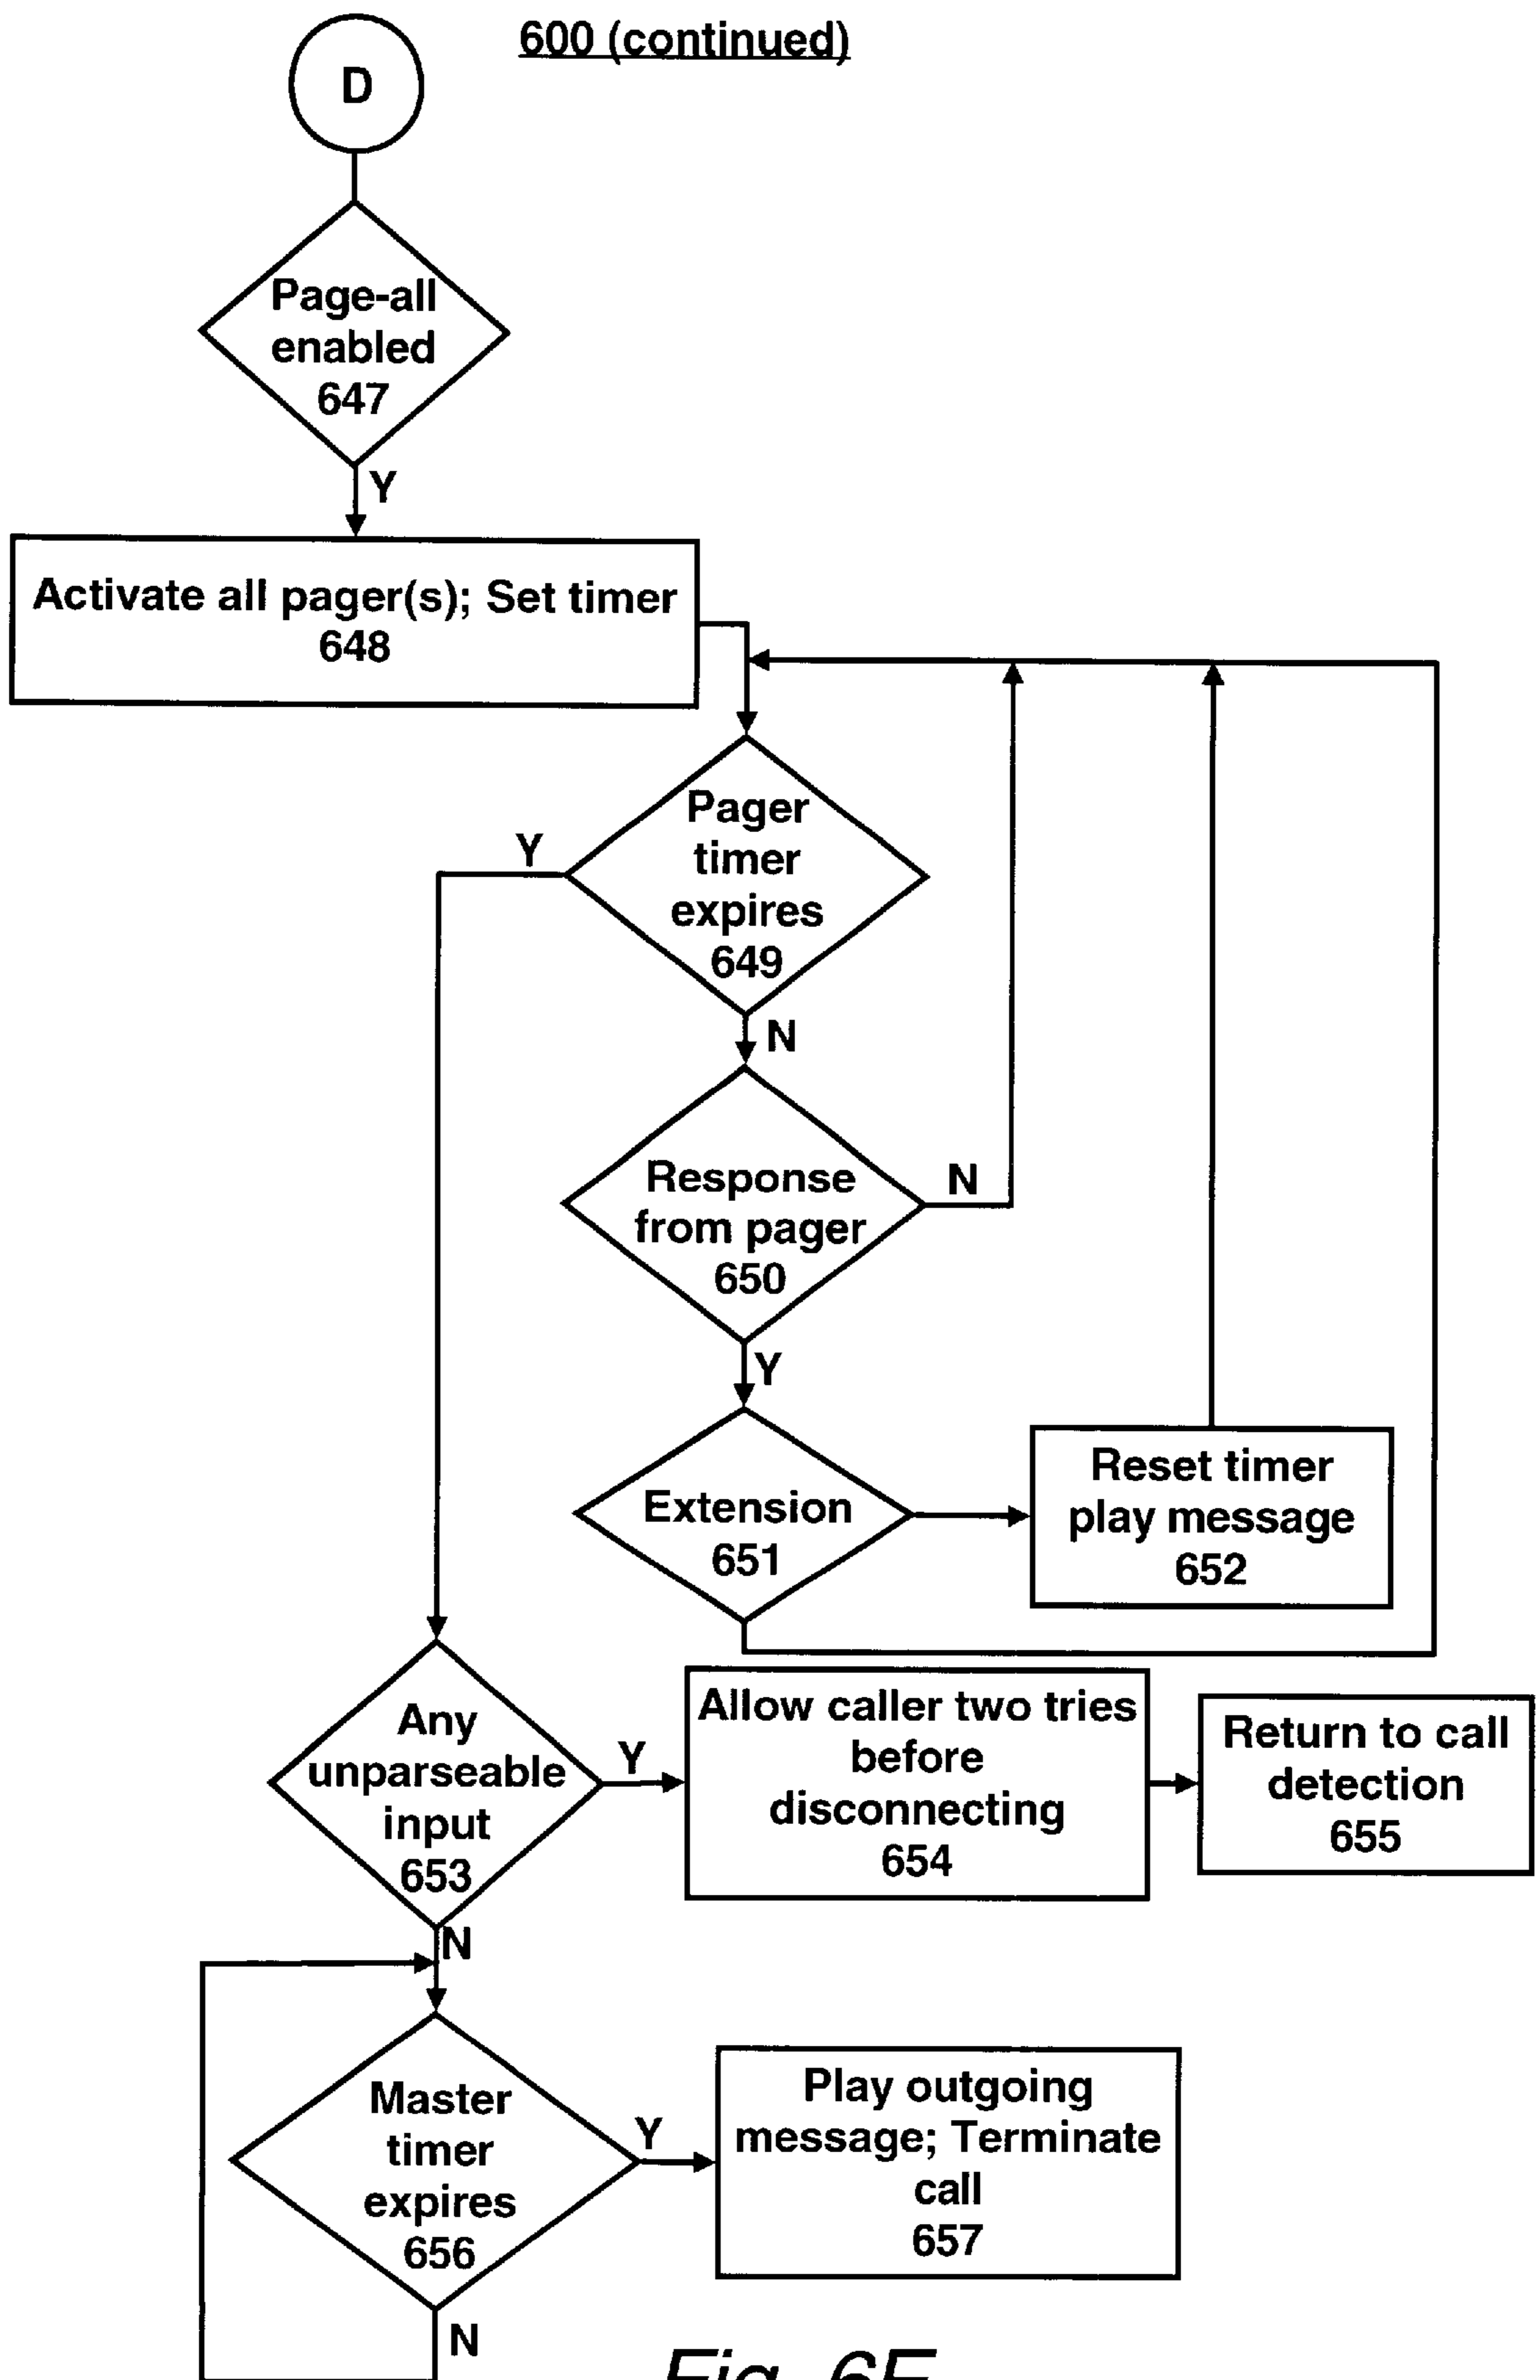 600 (continued)
D
Page-all
enabled
647
Y
Activate all pager(s); Set timer
648
Pager
timer
expires
649
Y
N
Response
from pager
650
N
Y
Extension
651
Reset timer
play message
652
Any
unparseable
input
653
Y
Allow caller two tries
before
disconnecting
654
Return to call
detection
655
N
Master
timer
expires
656
Y
Play outgoing
message; Terminate
call
657
N